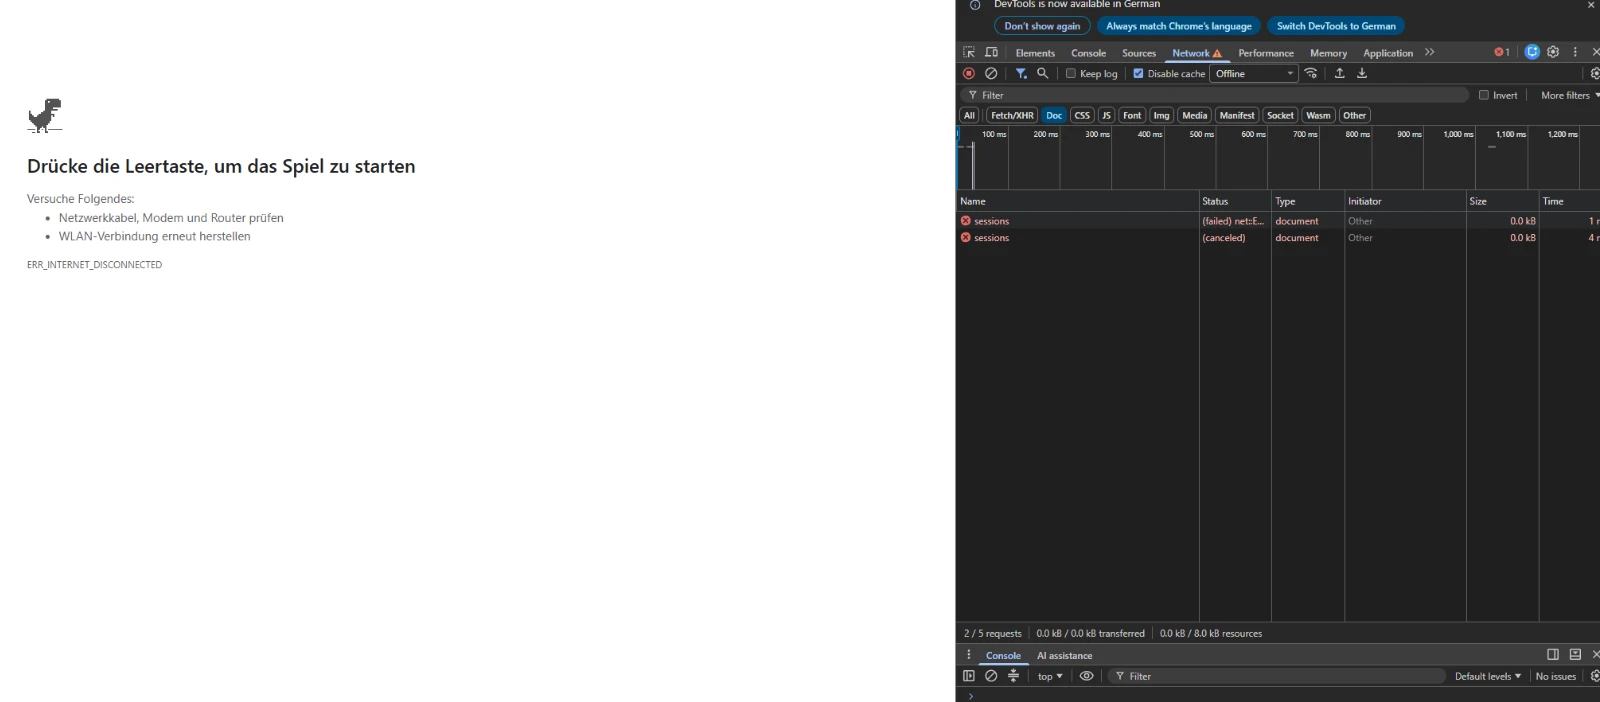 Drücke die Leertaste, um das Spiel zu starten
Versuche Folgendes:
Netzwerkkabel, Modem und Router prüfen
WLAN-Verbindung erneut herstellen
ERR_INTERNET_DISCONNECTED
DevTools is now available in German
Don't show again Always match Chrome's language Switch DevTools to German
Elements Console Sources Network Performance Memory Application 1
Keep log Disable cache Offline
Filter Invert More filters
All Fetch/XHR Doc CSS JS Font Img Media Manifest Socket Wasm Other
100 ms 200 ms 300 ms 400 ms 500 ms 600 ms 700 ms 800 ms 900 ms 1,000 ms 1,100 ms 1,200 ms
Name Status Type Initiator Size Time
sessions (failed) net::E... document Other 0.0 kB 1
sessions (canceled) document Other 0.0 kB 4
2 / 5 requests 0.0 kB / 0.0 kB transferred 0.0 kB / 8.0 kB resources
Console AI assistance
top Filter Default levels No issues